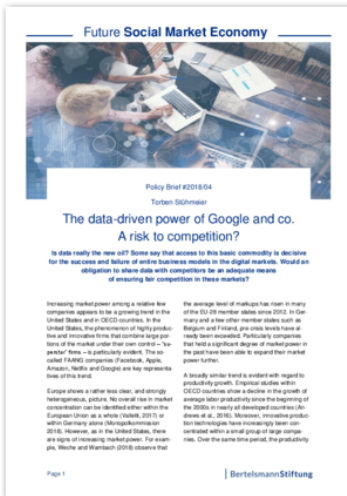 Future Social Market Economy
Policy Brief #2018/04
Torben Stühmeier
The data-driven power of Google and co.
A risk to competition?
Is data really the new oil? Some say that access to this basic commodity is decisive
for the success and failure of entire business models in the digital markets. Would an
obligation to share data with competitors be an adequate means
of ensuring fair competition in these markets?
Increasing market power among a relative few
companies appears to be a growing trend in the
United States and in OECD countries. In the
United States, the phenomenon of highly produc-
tive and innovative firms that combine large por-
tions of the market under their own control – "su-
perstar" firms – is particularly evident. The so-
called FAANG companies (Facebook, Apple,
Amazon, Netflix and Google) are key representa-
tives of this trend.
Europe shows a rather less clear, and strongly
heterogeneous, picture. No overall rise in market
concentration can be identified either within the
European Union as a whole (Valletti, 2017) or
within Germany alone (Monopolkommission
2018). However, as in the United States, there
are signs of increasing market power. For exam-
ple, Weche and Wambach (2018) observe that
the average level of markups has risen in many
of the EU-28 member states since 2012. In Ger-
many and a few other member states such as
Belgium and Finland, pre crisis levels have al-
ready been exceeded. Particularly companies
that held a significant degree of market power in
the past have been able to expand their market
power further.
A broadly similar trend is evident with regard to
productivity growth. Empirical studies within
OECD countries show a decline in the growth of
average labor productivity since the beginning of
the 2000s in nearly all developed countries (An-
drews et al., 2016). Moreover, innovative produc-
tion technologies have increasingly been con-
centrated within a small group of large compa-
nies. Over the same time period, the productivity
Page 1
BertelsmannStiftung